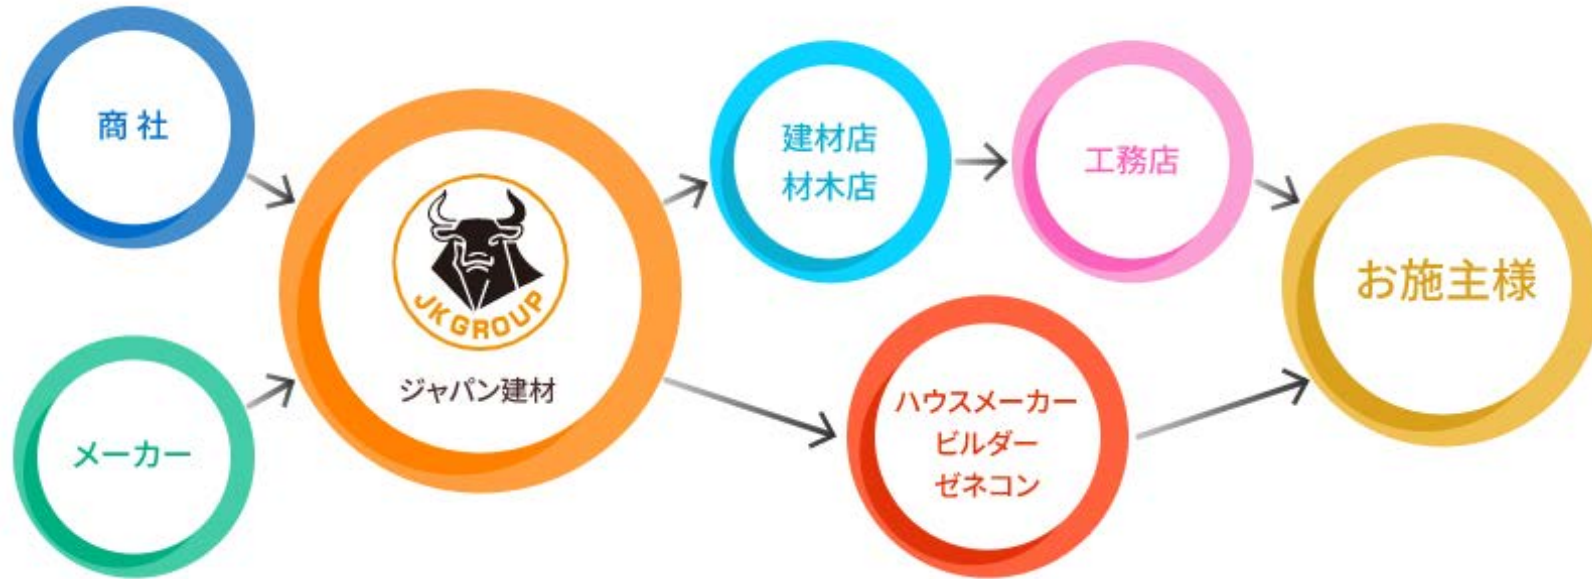 商社
メーカー
JK GROUP
ジャパン建材
建材店
材木店
工務店
ハウスメーカー
ビルダー
ゼネコン
お施主様